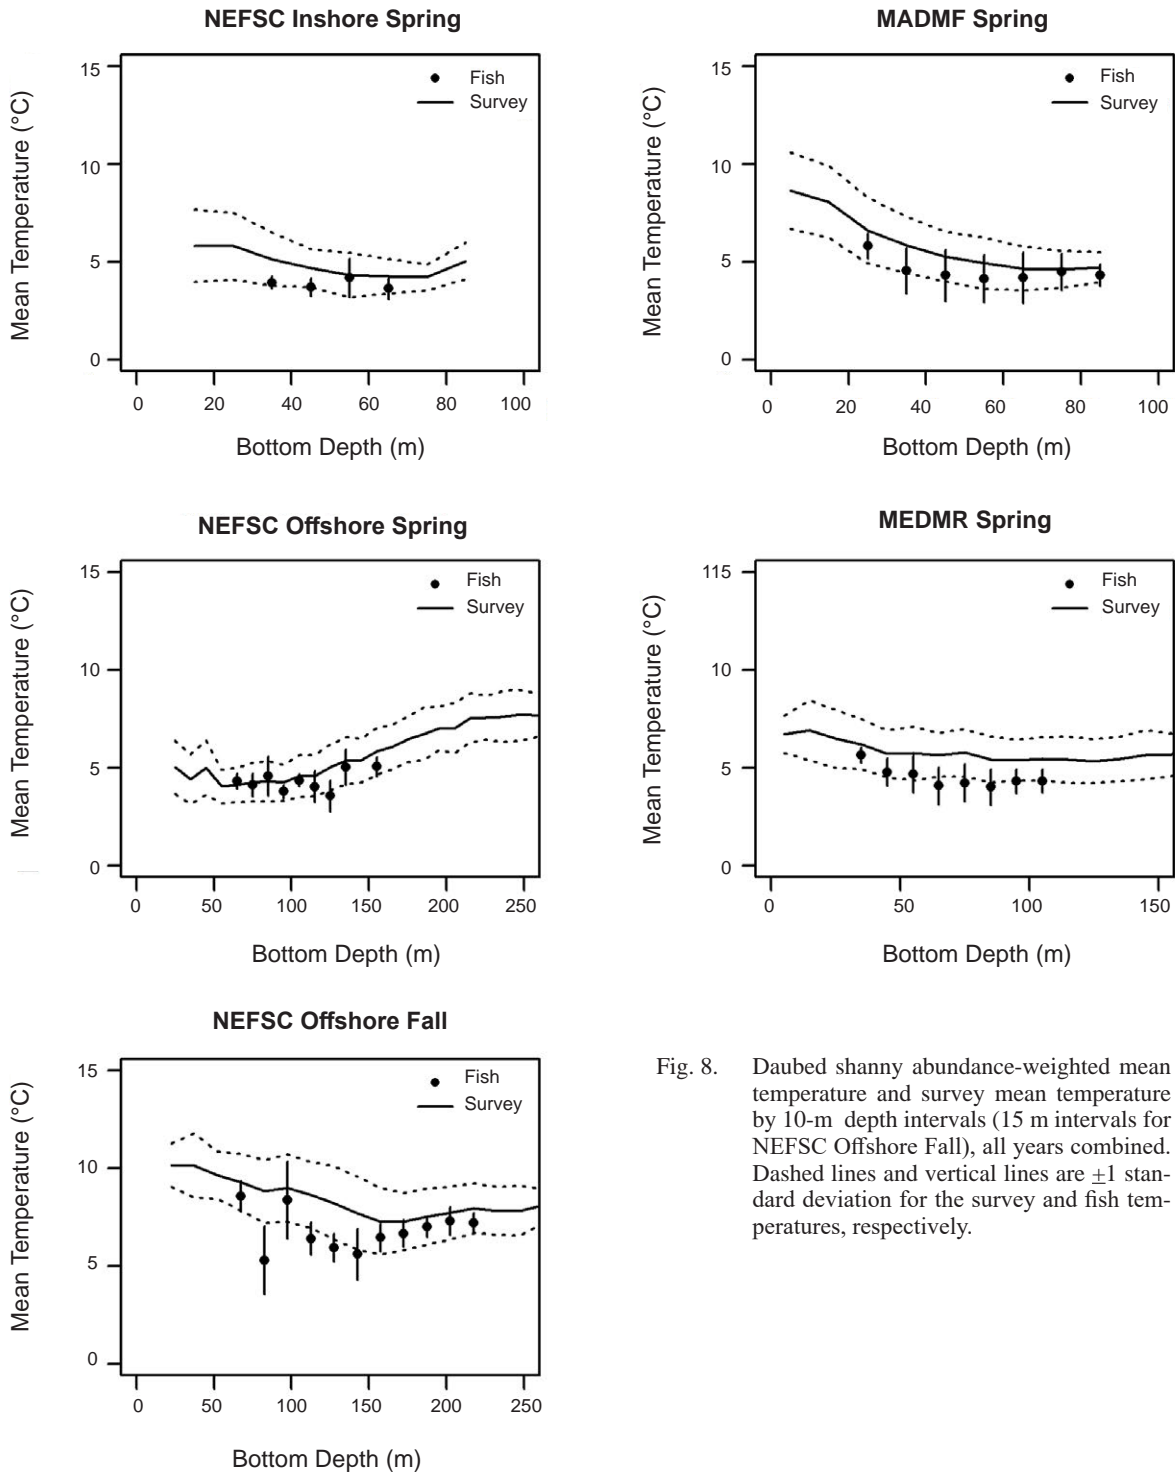 NEFSC Inshore Spring
15
10
5
0
Mean Temperature (°C)
Fish
Survey
0 20 40 60 80 100
Bottom Depth (m)
MADMF Spring
15
10
5
0
Mean Temperature (°C)
Fish
Survey
0 20 40 60 80 100
Bottom Depth (m)
NEFSC Offshore Spring
15
10
5
0
Mean Temperature (°C)
Fish
Survey
0 50 100 150 200 250
Bottom Depth (m)
MEDMR Spring
115
10
5
0
Mean Temperature (°C)
Fish
Survey
0 50 100 150
Bottom Depth (m)
NEFSC Offshore Fall
15
10
5
0
Mean Temperature (°C)
Fish
Survey
0 50 100 150 200 250
Bottom Depth (m)
Fig. 8. Daubed shanny abundance-weighted mean
temperature and survey mean temperature
by 10-m depth intervals (15 m intervals for
NEFSC Offshore Fall), all years combined.
Dashed lines and vertical lines are ±1 stan-
dard deviation for the survey and fish tem-
peratures, respectively.